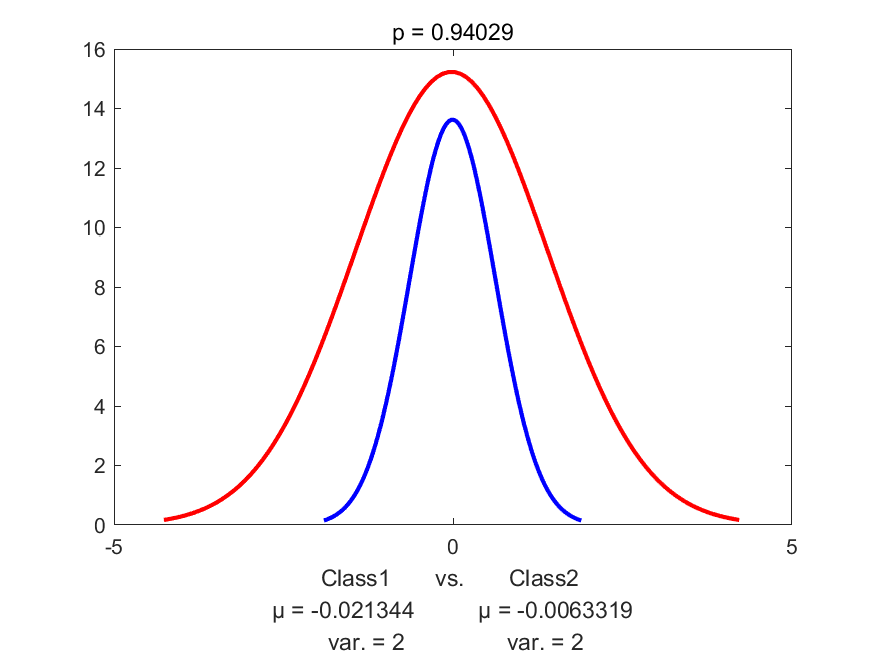 p = 0.94029
16
14
12
10
8
6
4
2
0
-5 0 5
Class1 vs. Class2
μ = -0.021344 μ = -0.0063319
var. = 2 var. = 2